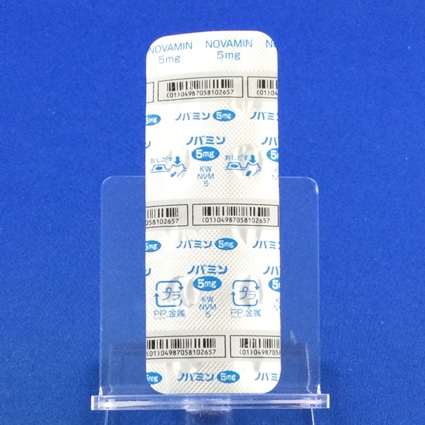 NOVAMIN NOVAMIN
5mg 5mg
(01)04987058102657 (01)04987058102657
ノバミン 5mg
ノバミン
おしだす 5mg おしだす
KW
NVM
5
(01)04987058102657 (01)04987058102657
ノバミン 5mg
ノバミン
5mg
プラ KW プラ
NVM
PP,金属 5 PP,金属
(01)04987058102657 (01)04987058102657
ノバミン 5mg